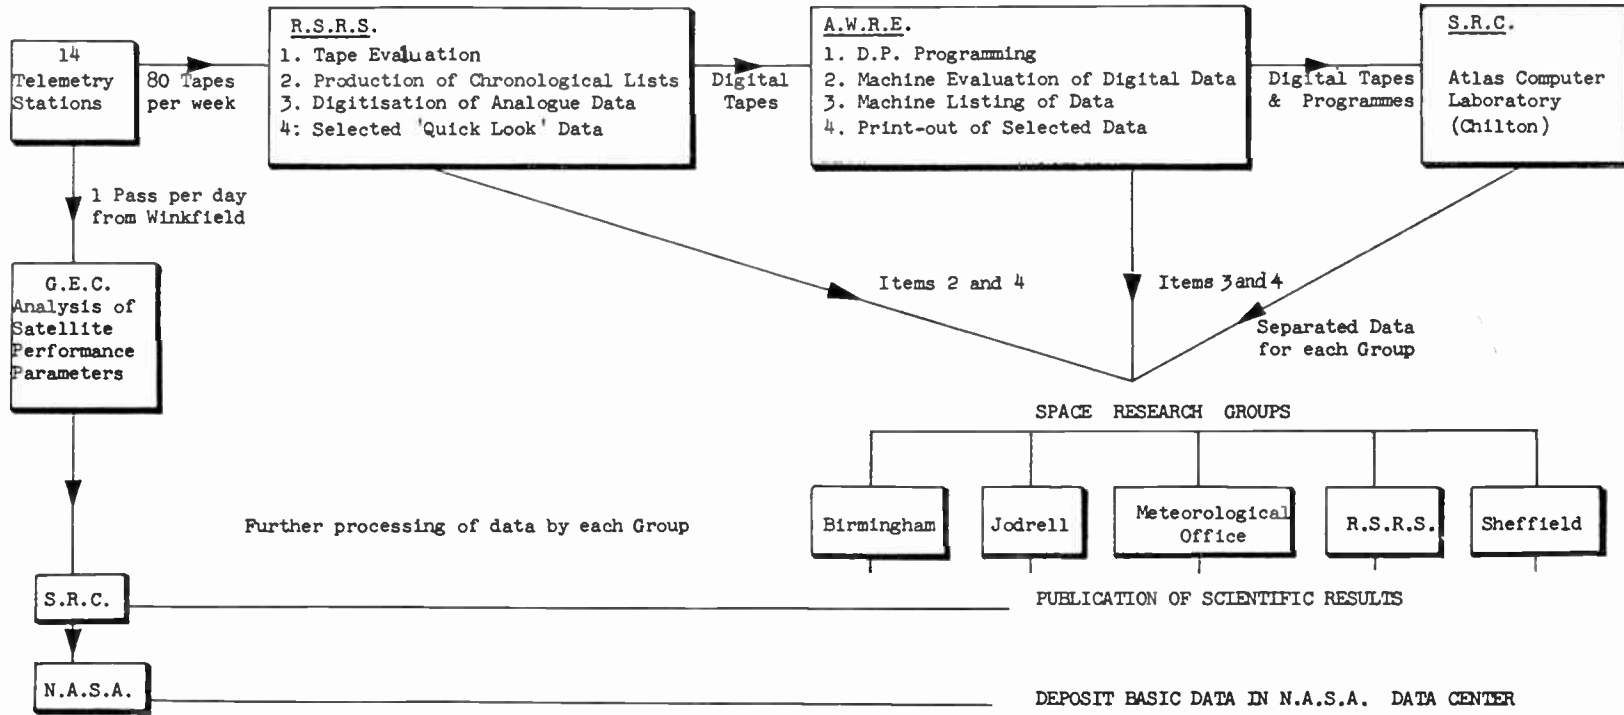 14
Telemetry
Stations
80 Tapes
per week
R.S.R.S.
1. Tape Evaluation
2. Production of Chronological Lists
3. Digitisation of Analogue Data
4: Selected 'Quick Look' Data
Digital
Tapes
A.W.R.E.
1. D.P. Programming
2. Machine Evaluation of Digital Data
3. Machine Listing of Data
4. Print-out of Selected Data
Digital Tapes
& Programmes
S.R.C.
Atlas Computer
Laboratory
(Chilton)
1 Pass per day
from Winkfield
G.E.C.
Analysis of
Satellite
Performance
Parameters
Items 2 and 4
Items 3 and 4
Separated Data
for each Group
SPACE RESEARCH GROUPS
Further processing of data by each Group
Birmingham
Jodrell
Meteorological
Office
R.S.R.S.
Sheffield
S.R.C.
PUBLICATION OF SCIENTIFIC RESULTS
N.A.S.A.
DEPOSIT BASIC DATA IN N.A.S.A. DATA CENTER